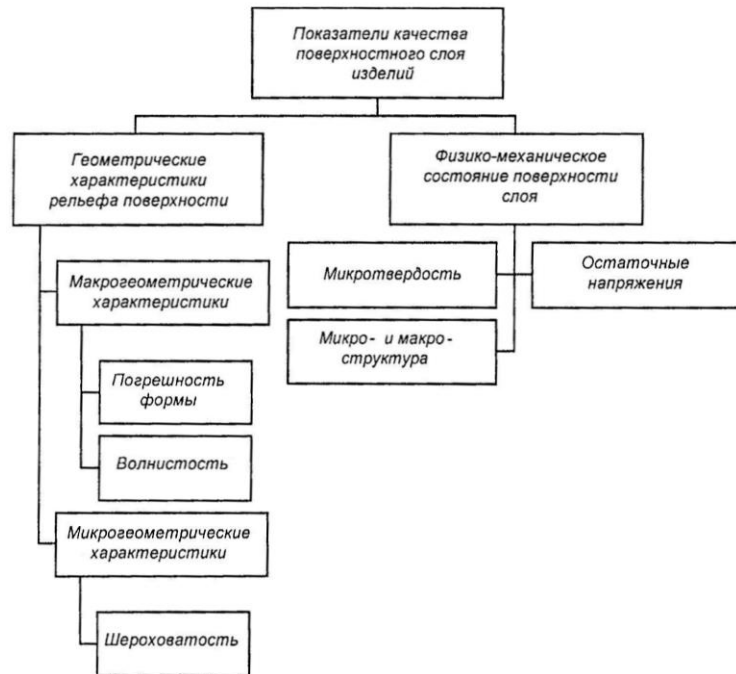 Показатели качества
поверхностного слоя
изделий
Геометрические
характеристики
рельефа поверхности
Физико-механическое
состояние поверхности
слоя
Макрогеометрические
характеристики
Микротвердость
Остаточные
напряжения
Микро- и макро-
структура
Погрешность
формы
Волнистость
Микрогеометрические
характеристики
Шероховатость